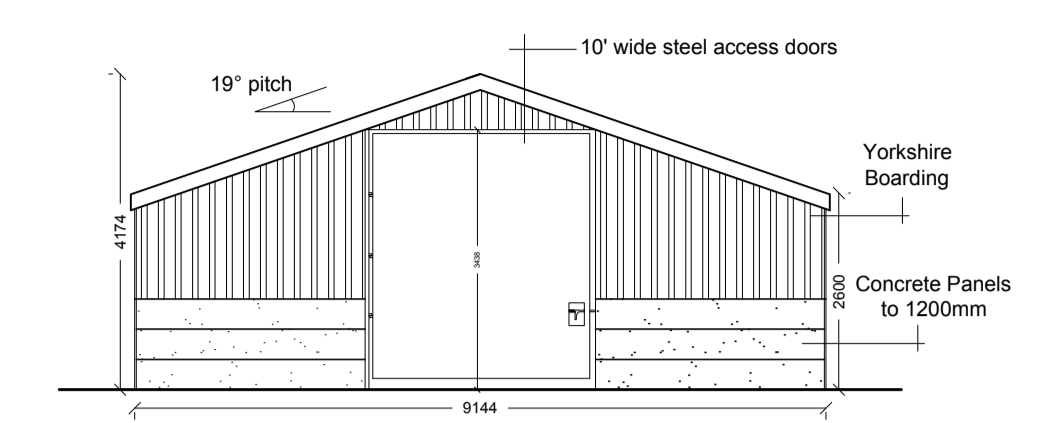 10' wide steel access doors
19° pitch
Yorkshire
Boarding
4174
3438
2600
Concrete Panels
to 1200mm
9144